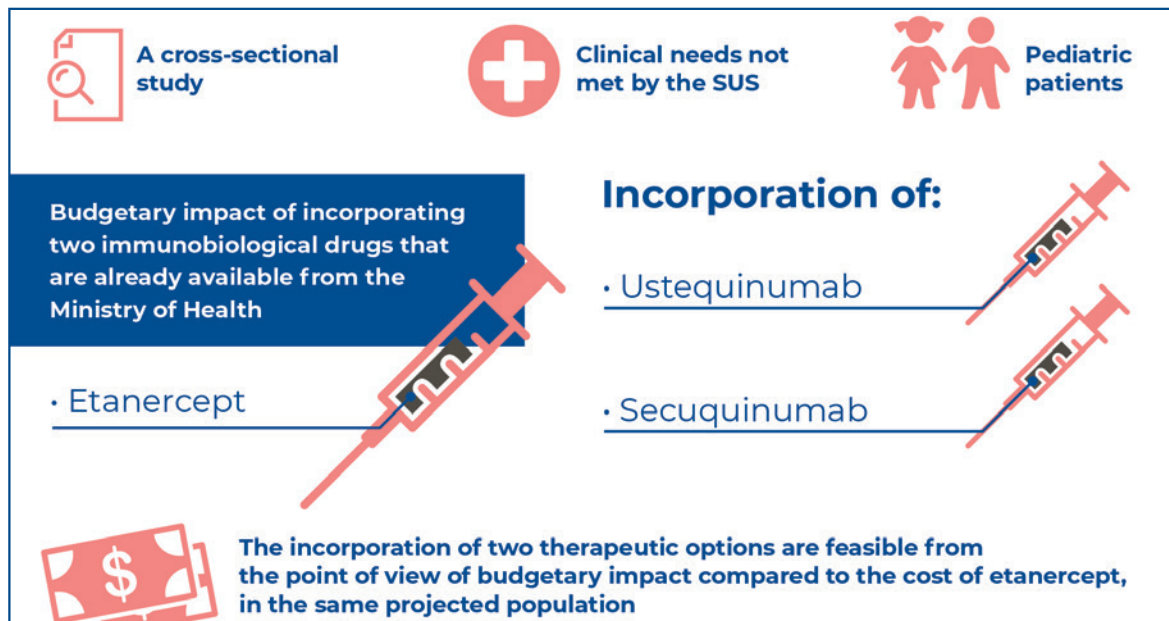 A cross-sectional
study
Clinical needs not
met by the SUS
Pediatric
patients
Budgetary impact of incorporating
two immunobiological drugs that
are already available from the
Ministry of Health
• Etanercept
Incorporation of:
• Ustequinumab
• Secuquinumab
$
The incorporation of two therapeutic options are feasible from
the point of view of budgetary impact compared to the cost of etanercept,
in the same projected population